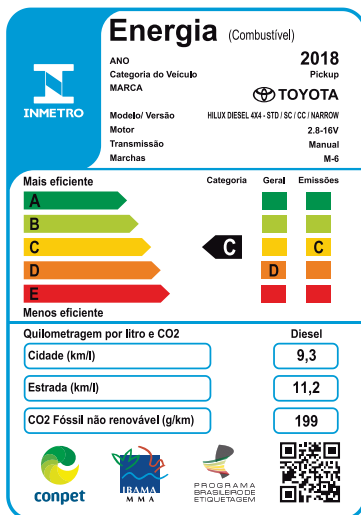 Energia (Combustível)
INMETRO
ANO 2018
Categoria do Veículo Pickup
MARCA TOYOTA
Modelo/ Versão HILUX DIESEL 4X4 - STD / SC / CC / NARROW
Motor 2.8-16V
Transmissão Manual
Marchas M-6
Mais eficiente Categoria Geral Emissões
A
B
C C C
D D
E
Menos eficiente
Quilometragem por litro e CO2 Diesel
Cidade (km/l) 9,3
Estrada (km/l) 11,2
CO2 Fóssil não renovável (g/km) 199
conpet
IBAMA
M M A
PROGRAMA
BRASILEIRO DE
ETIQUETAGEM